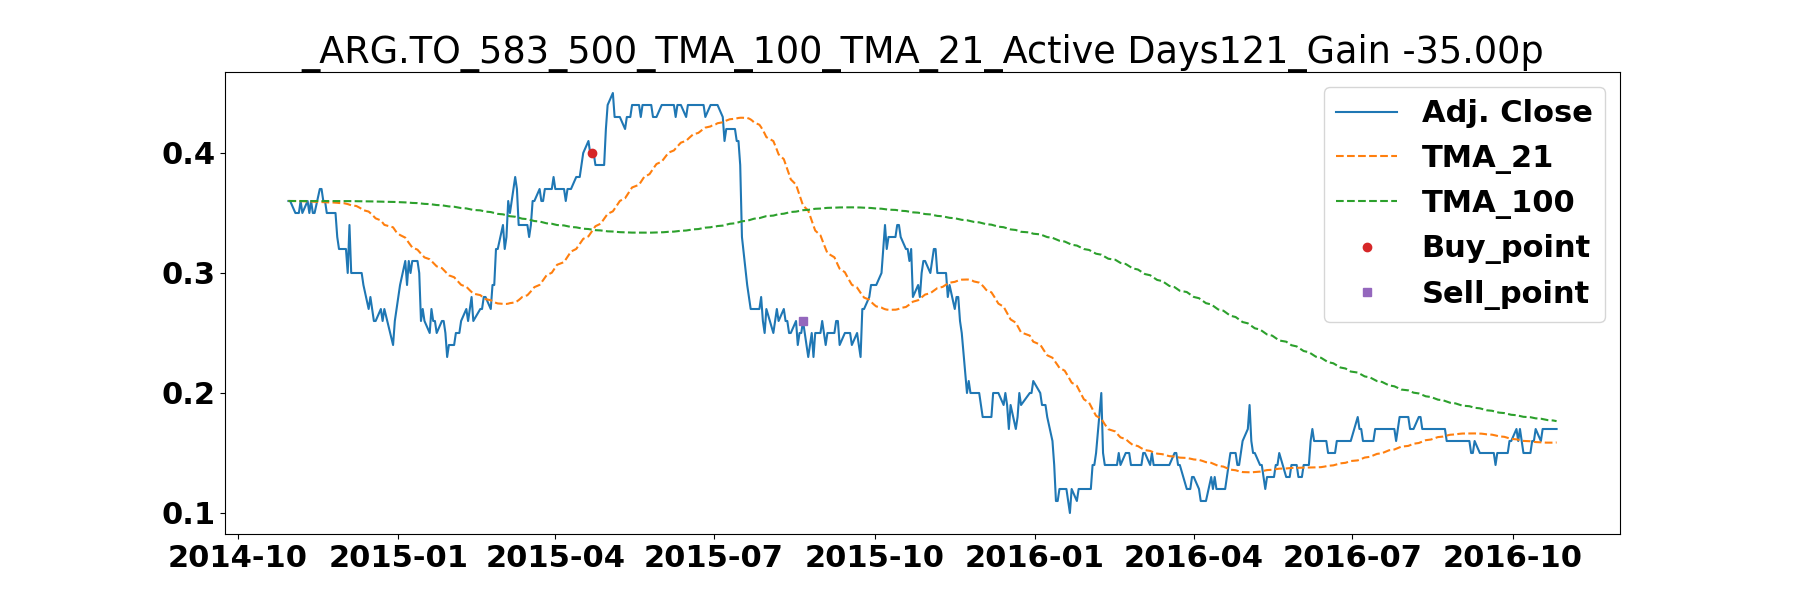 _ARG.TO_583_500_TMA_100_TMA_21_Active Days121_Gain -35.00p
Adj. Close
TMA_21
TMA_100
Buy_point
Sell_point
0.4
0.3
0.2
0.1
2014-10 2015-01 2015-04 2015-07 2015-10 2016-01 2016-04 2016-07 2016-10